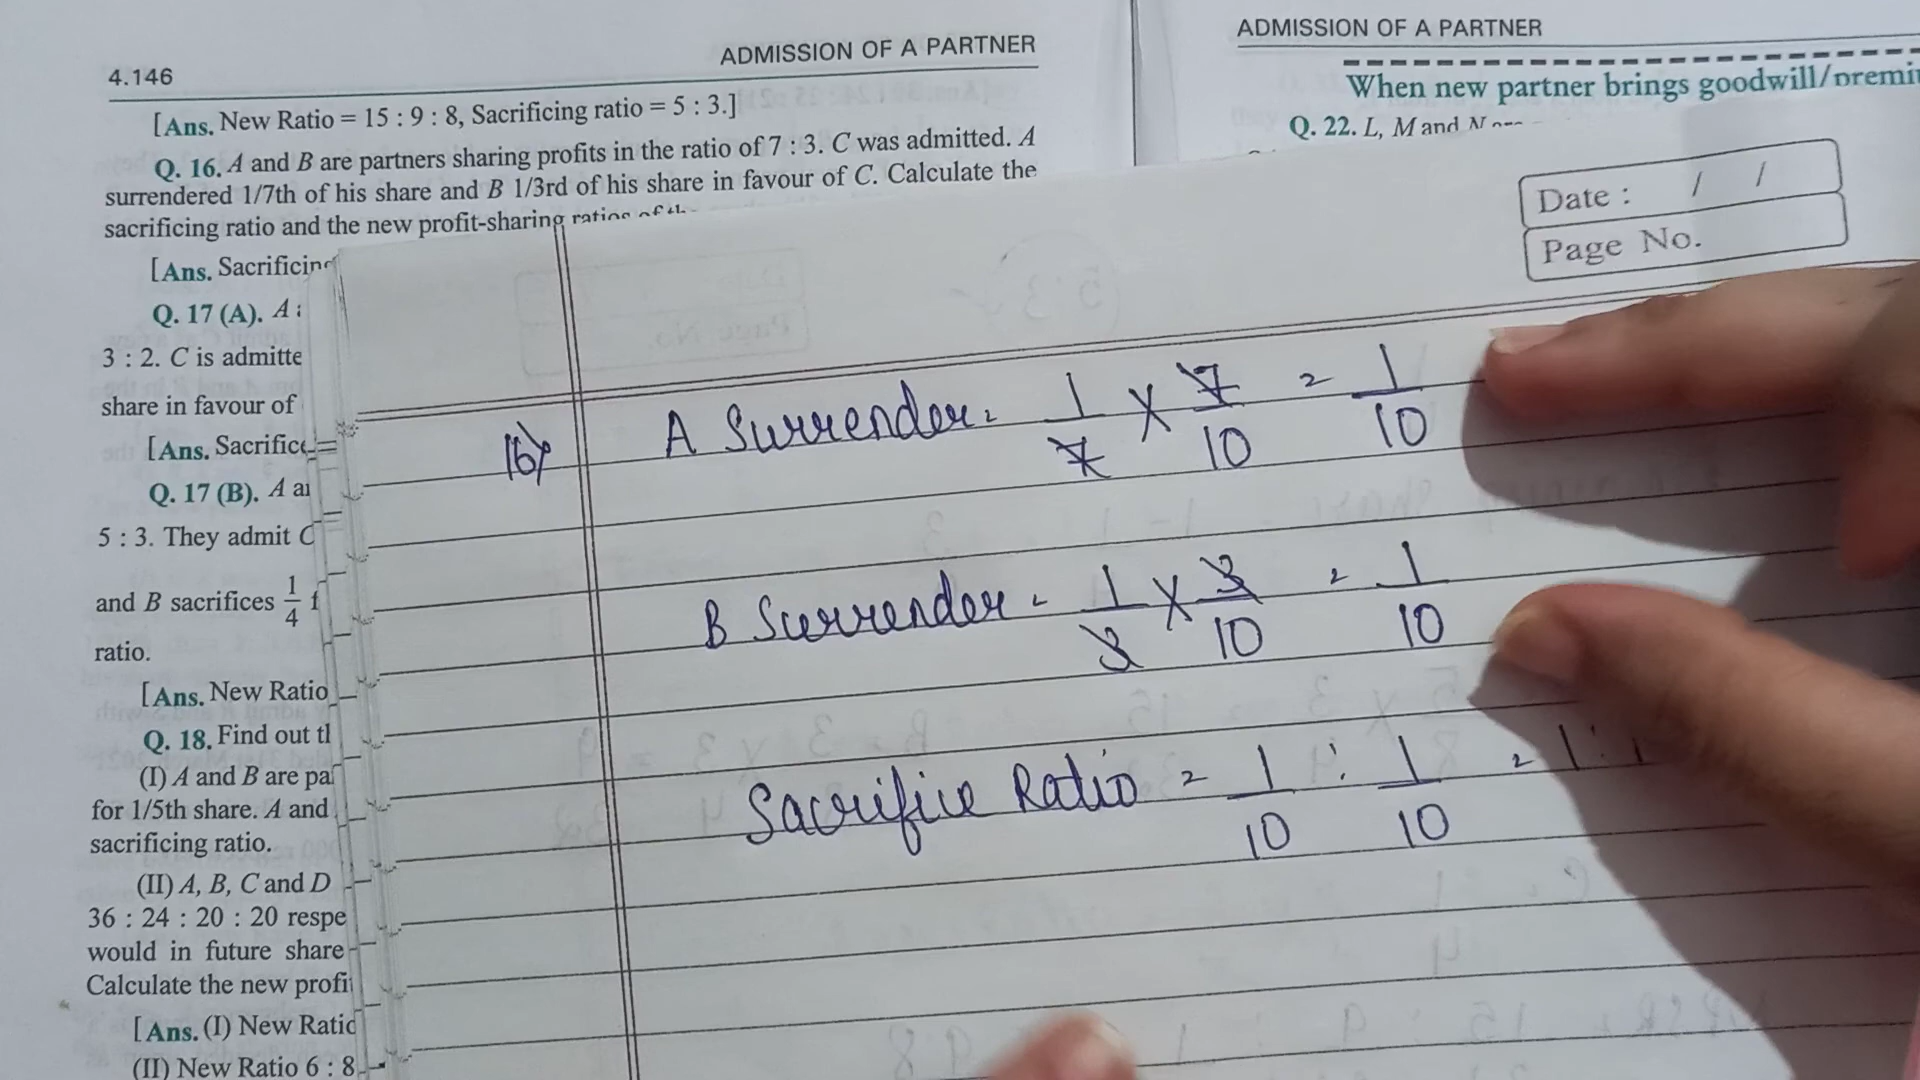 4.146
ADMISSION OF A PARTNER
[Ans. New Ratio = 15 : 9 : 8, Sacrificing ratio = 5 : 3.]
Q. 16. A and B are partners sharing profits in the ratio of 7 : 3. C was admitted. A
surrendered 1/7th of his share and B 1/3rd of his share in favour of C. Calculate the
sacrificing ratio and the new profit-sharing ratios of
[Ans. Sacrificing
Q. 17 (A). A
3 : 2. C is admitte
share in favour of
[Ans. Sacrifice =
Q. 17 (B). A
5 : 3. They admit C
and B sacrifices 1/4 f
ratio.
[Ans. New Ratio
Q. 18. Find out
(I) A and B are pa
for 1/5th share. A and
sacrificing ratio.
(II) A, B, C and D
36 : 24 : 20 : 20 respe
would in future share
Calculate the new profi
[Ans. (I) New Ratio
(II) New Ratio 6 : 8
ADMISSION OF A PARTNER
When new partner brings goodwill/premi
Q. 22. L, M and N
Date : / /
Page No.
16) A Surrender = 1/7 × 7/10 = 1/10
B Surrender = 1/3 × 3/10 = 1/10
Sacrifice Ratio = 1/10 : 1/10 = 1 : 1